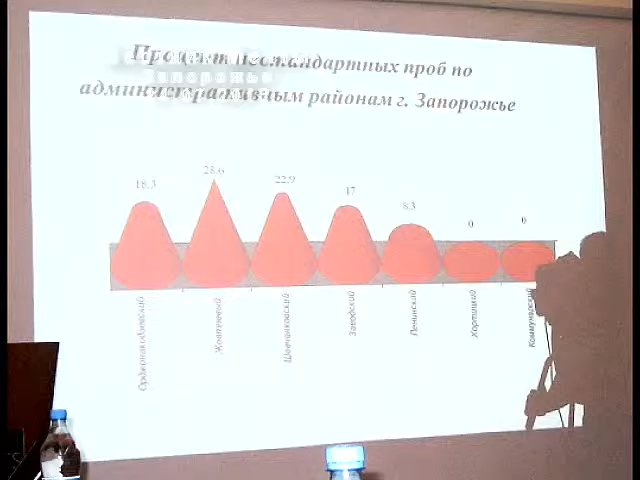 Процент нестандартных проб по
административным районам г. Запорожье
18,3
28,6
22,9
17
8,3
0
0
Орджоникидзевский
Жовтневый
Шевченковский
Заводский
Ленинский
Хортицкий
Коммунарский